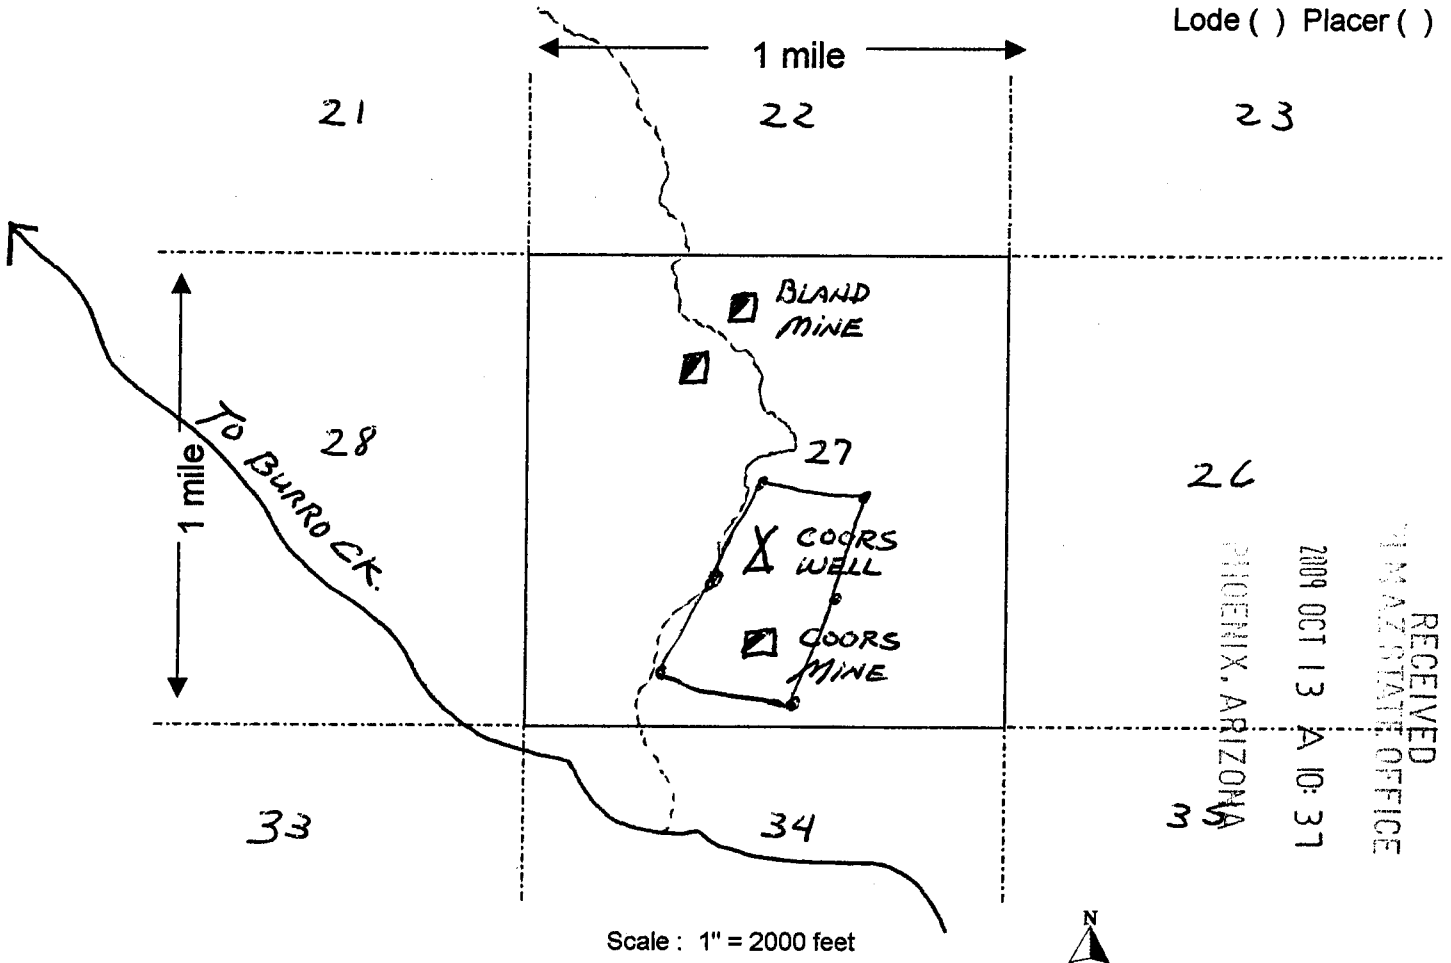 Lode ( ) Placer ( )
1 mile
21
22
23
BLAND
MINE
1 mile
TO BURRO CK.
28
27
26
COORS
WELL
COORS
MINE
RECEIVED
AZ STATE OFFICE
2009 OCT 13 A 10:37
PHOENIX, ARIZONA
33
34
35
Scale : 1" = 2000 feet
N